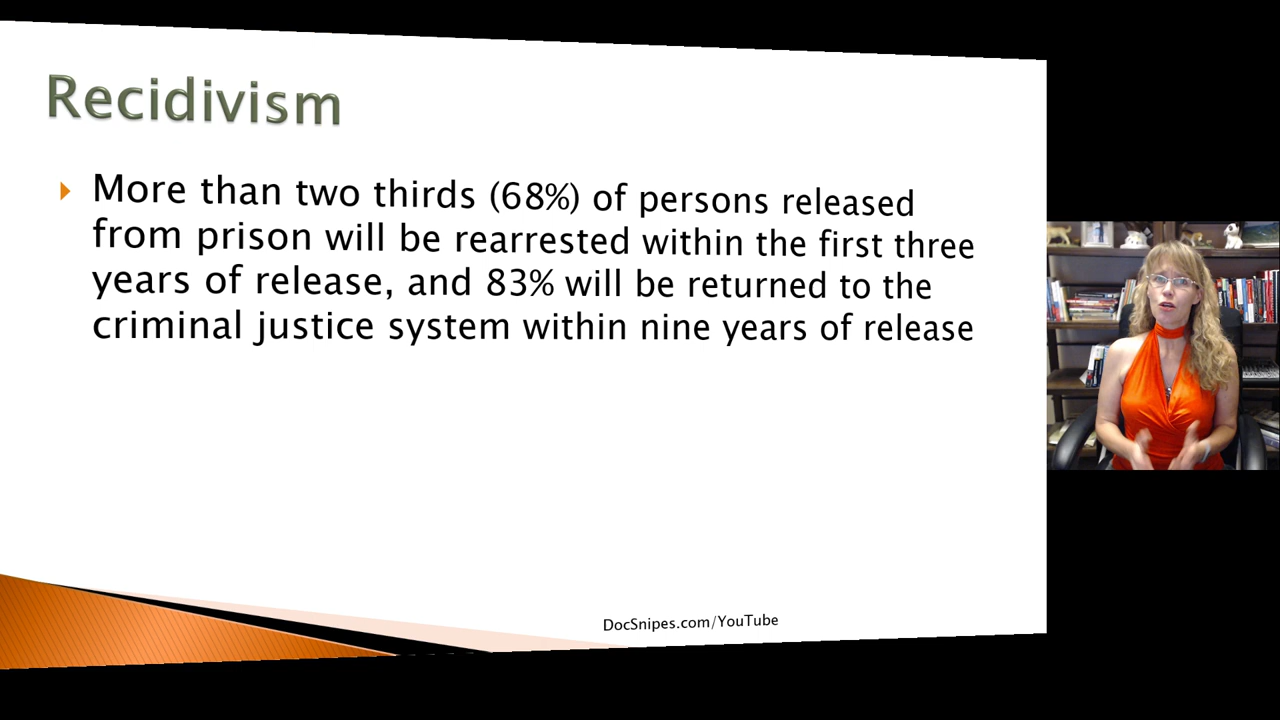 Recidivism
More than two thirds (68%) of persons released
from prison will be rearrested within the first three
years of release, and 83% will be returned to the
criminal justice system within nine years of release
DocSnipes.com/YouTube